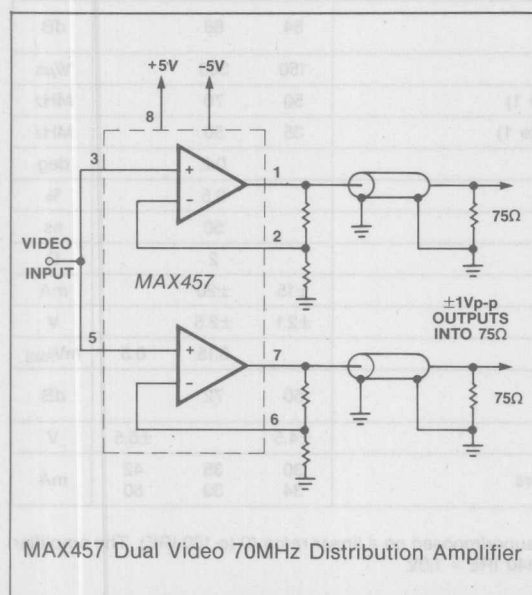 +5V -5V
8
3
1
75Ω
2
VIDEO
INPUT
MAX457
±1Vp-p
OUTPUTS
INTO 75Ω
5
7
75Ω
6
MAX457 Dual Video 70MHz Distribution Amplifier